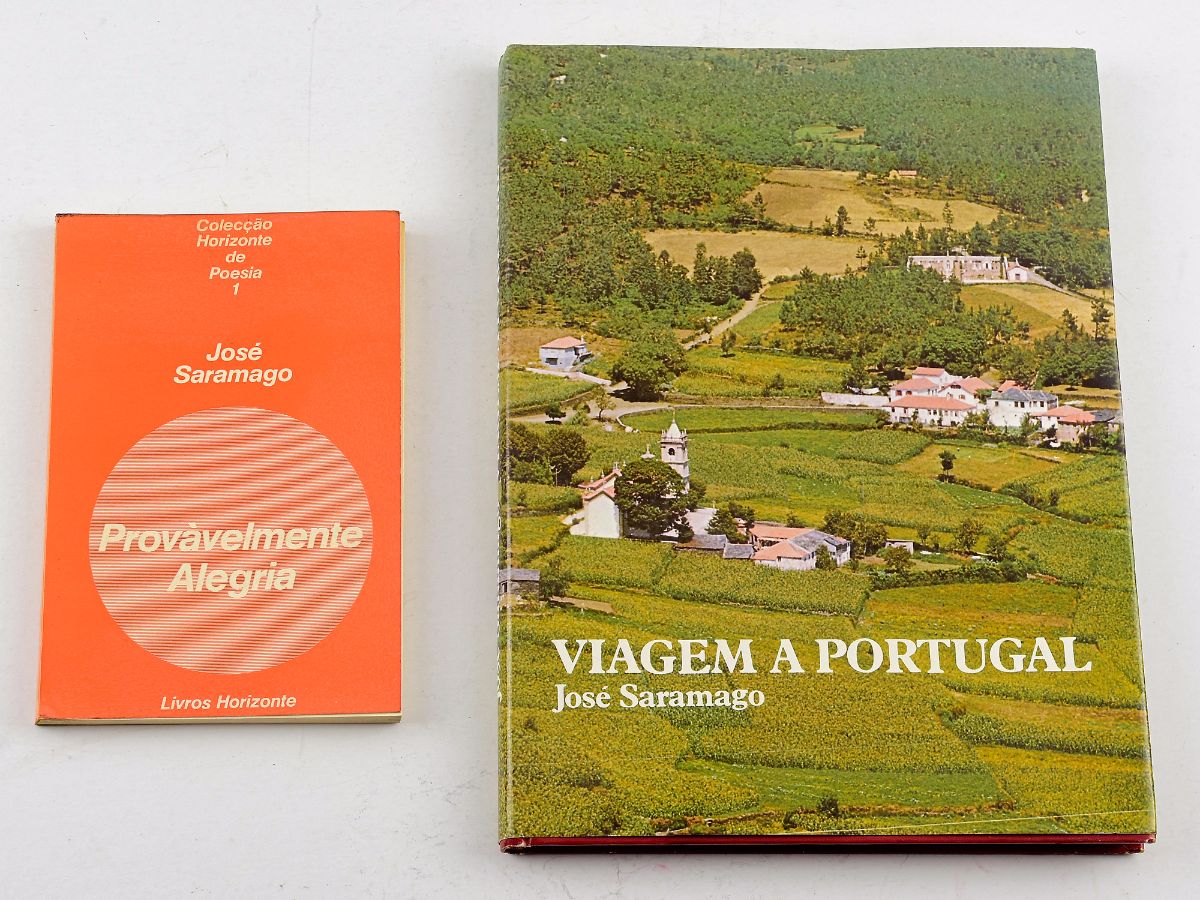 Colecção
Horizonte
de
Poesia
1
José
Saramago
Provàvelmente
Alegria
Livros Horizonte
VIAGEM A PORTUGAL
José Saramago